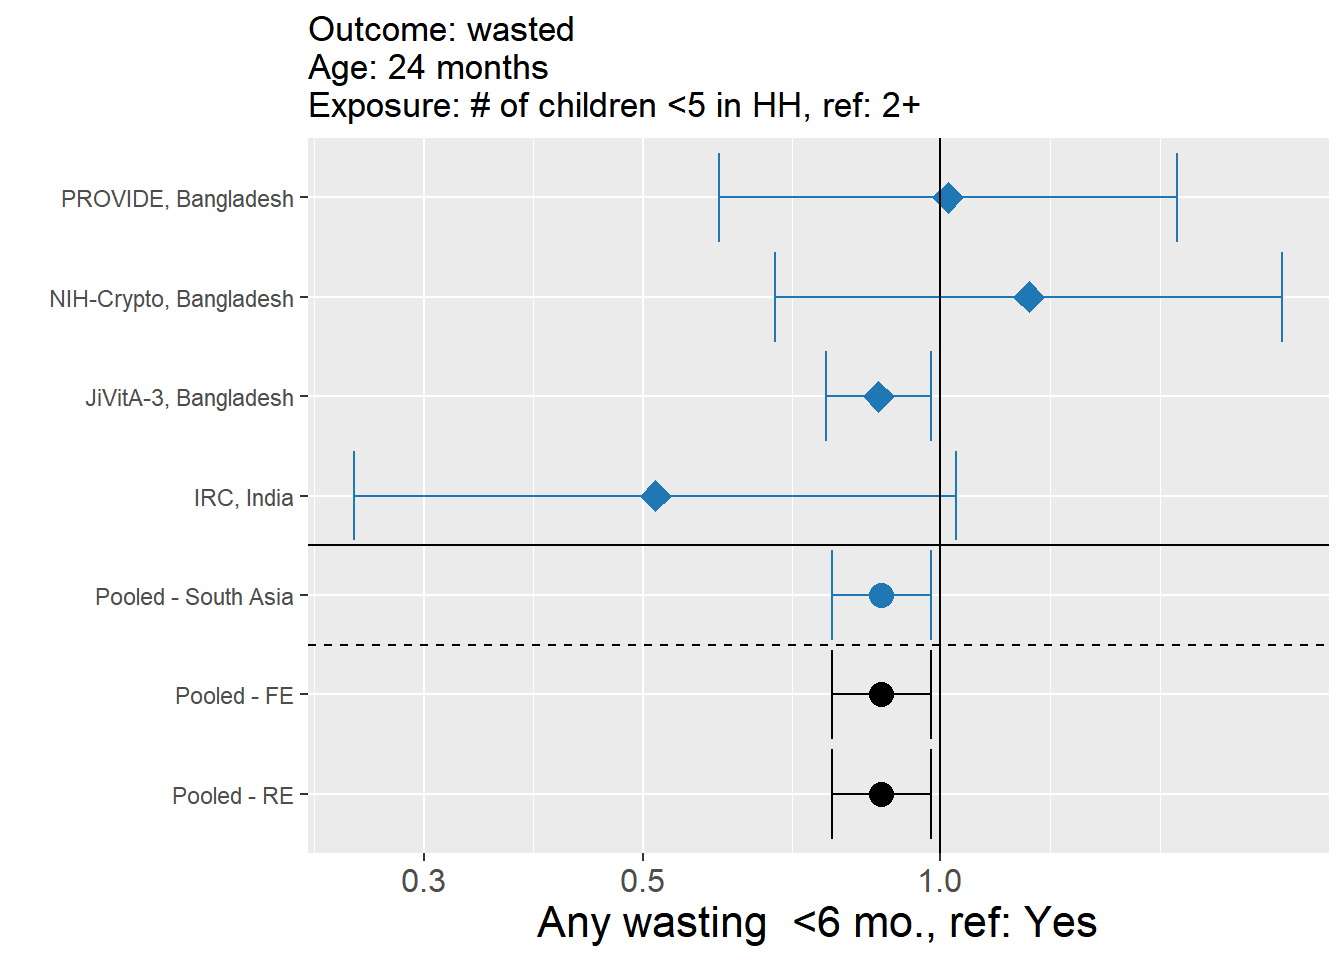 Outcome: wasted
Age: 24 months
Exposure: # of children <5 in HH, ref: 2+
PROVIDE, Bangladesh
NIH-Crypto, Bangladesh
JiVitA-3, Bangladesh
IRC, India
Pooled - South Asia
Pooled - FE
Pooled - RE
0.3 0.5 1.0
Any wasting  <6 mo., ref: Yes